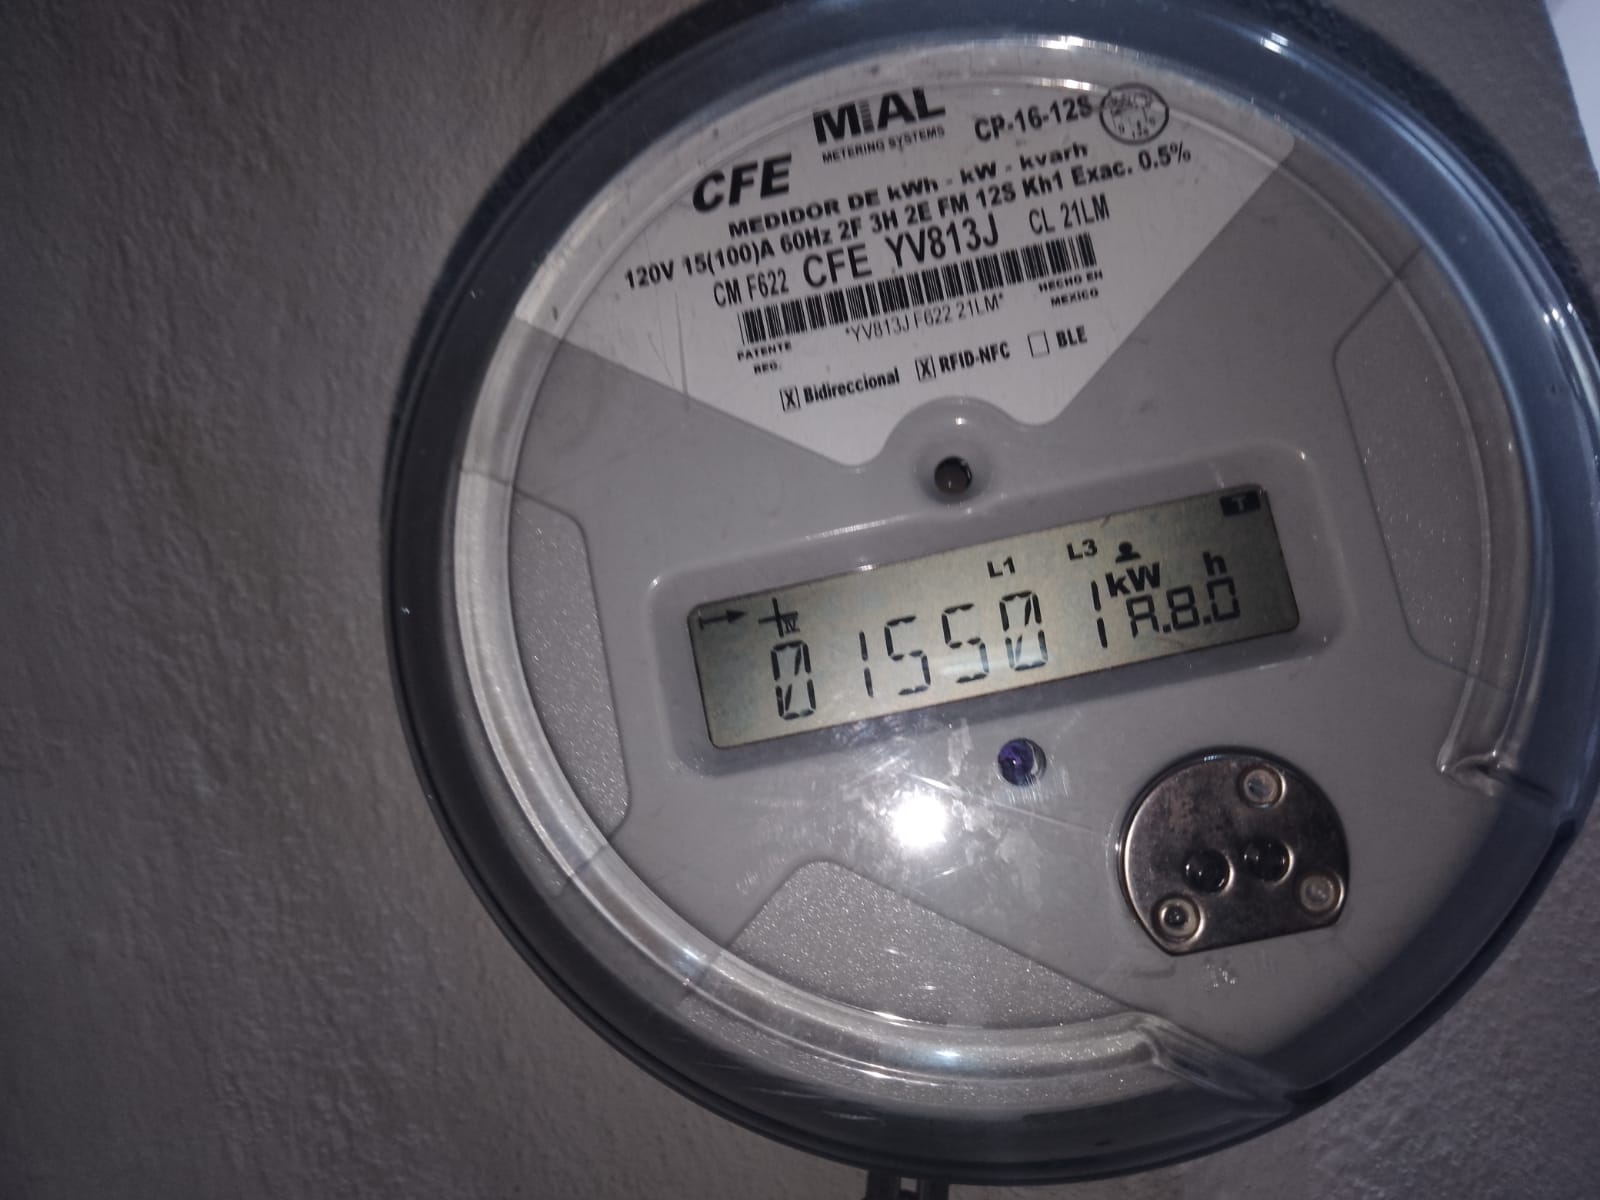 MIAL
METERING SYSTEMS
CP-16-12S
CFE
MEDIDOR DE kWh - kW - kvarh
120V 15(100)A 60Hz 2F 3H 2E FM 12S Kh1 Exac. 0.5%
CM F622 CFE YV813J CL 21LM
*YV813J F622 21LM*
PATENTE
REG.
HECHO EN
MEXICO
[X] Bidireccional [X] RFID-NFC [ ] BLE
T
L1 L3
kW h
IV
015501 A.8.0